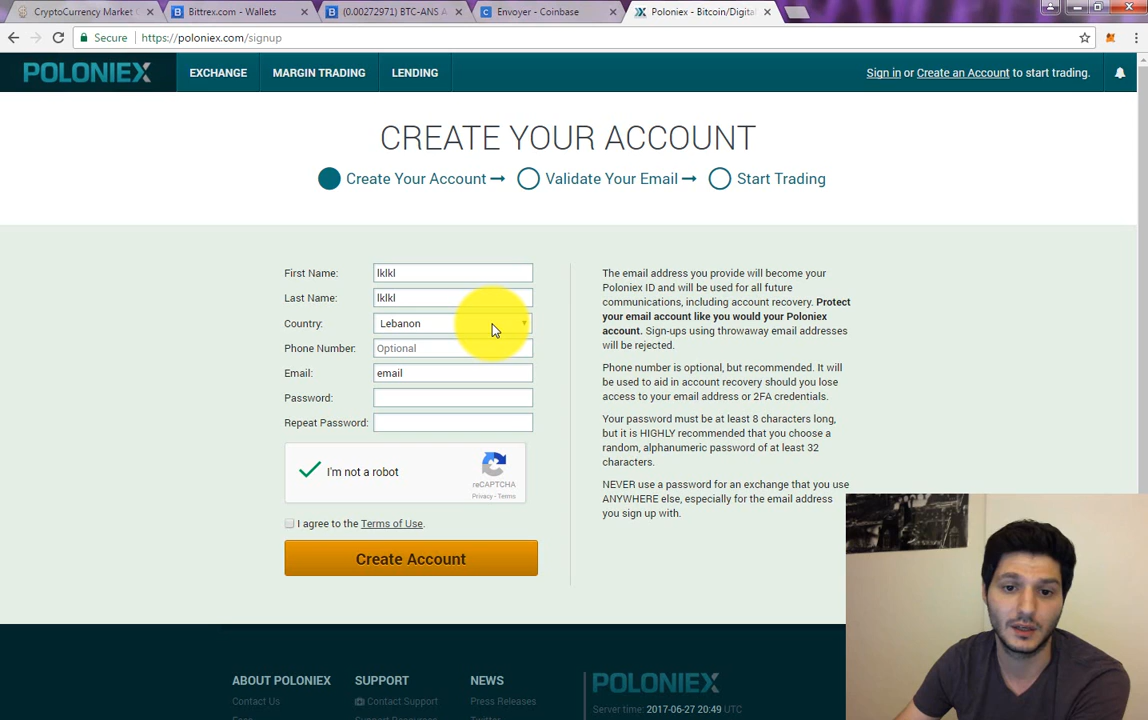 CryptoCurrency Market C
Bittrex.com - Wallets
(0.00272971) BTC-ANS A
Envoyer - Coinbase
Poloniex - Bitcoin/Digita
Secure
https://poloniex.com/signup
POLONIEX
EXCHANGE
MARGIN TRADING
LENDING
Sign in or Create an Account to start trading.
CREATE YOUR ACCOUNT
Create Your Account
Validate Your Email
Start Trading
First Name:
lklkl
Last Name:
lklkl
Country:
Lebanon
Phone Number:
Optional
Email:
email
Password:
Repeat Password:
I'm not a robot
reCAPTCHA
Privacy - Terms
I agree to the Terms of Use.
Create Account
The email address you provide will become your
Poloniex ID and will be used for all future
communications, including account recovery. Protect
your email account like you would your Poloniex
account. Sign-ups using throwaway email addresses
will be rejected.
Phone number is optional, but recommended. It will
be used to aid in account recovery should you lose
access to your email address or 2FA credentials.
Your password must be at least 8 characters long,
but it is HIGHLY recommended that you choose a
random, alphanumeric password of at least 32
characters.
NEVER use a password for an exchange that you use
ANYWHERE else, especially for the email address
you sign up with.
ABOUT POLONIEX
Contact Us
SUPPORT
Contact Support
NEWS
Press Releases
POLONIEX
Server time: 2017-06-27 20:49 UTC